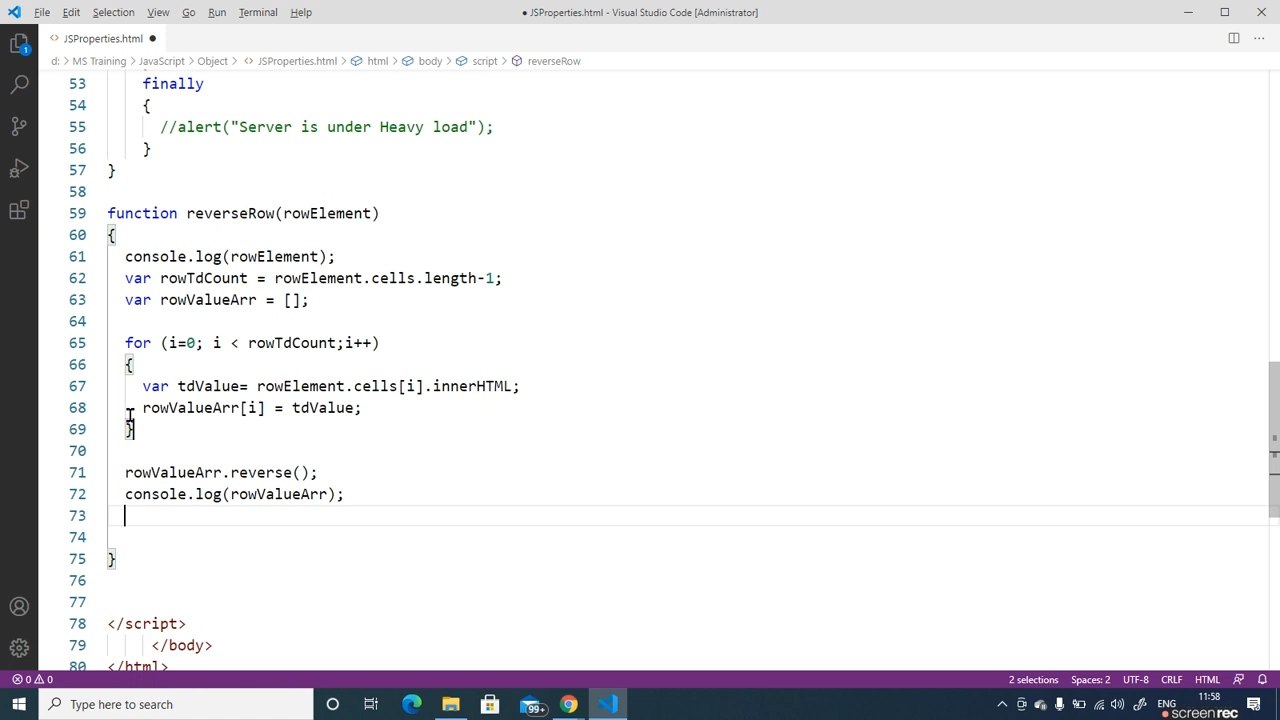 File Edit Selection View Go Run Terminal Help
● JSProperties.html - Visual Studio Code [Administrator]
<> JSProperties.html ●
d: > MS Training > JavaScript > Object > <> JSProperties.html > html > body > script > reverseRow
53 finally
54 {
55 //alert("Server is under Heavy load");
56 }
57 }
58
59 function reverseRow(rowElement)
60 {
61 console.log(rowElement);
62 var rowTdCount = rowElement.cells.length-1;
63 var rowValueArr = [];
64
65 for (i=0; i < rowTdCount;i++)
66 {
67 var tdValue= rowElement.cells[i].innerHTML;
68 rowValueArr[i] = tdValue;
69 }
70
71 rowValueArr.reverse();
72 console.log(rowValueArr);
73
74
75 }
76
77
78 </script>
79 </body>
80 </html>
1
0 0 2 selections Spaces: 2 UTF-8 CRLF HTML
Type here to search
99+
ENG
11:58
screenrec